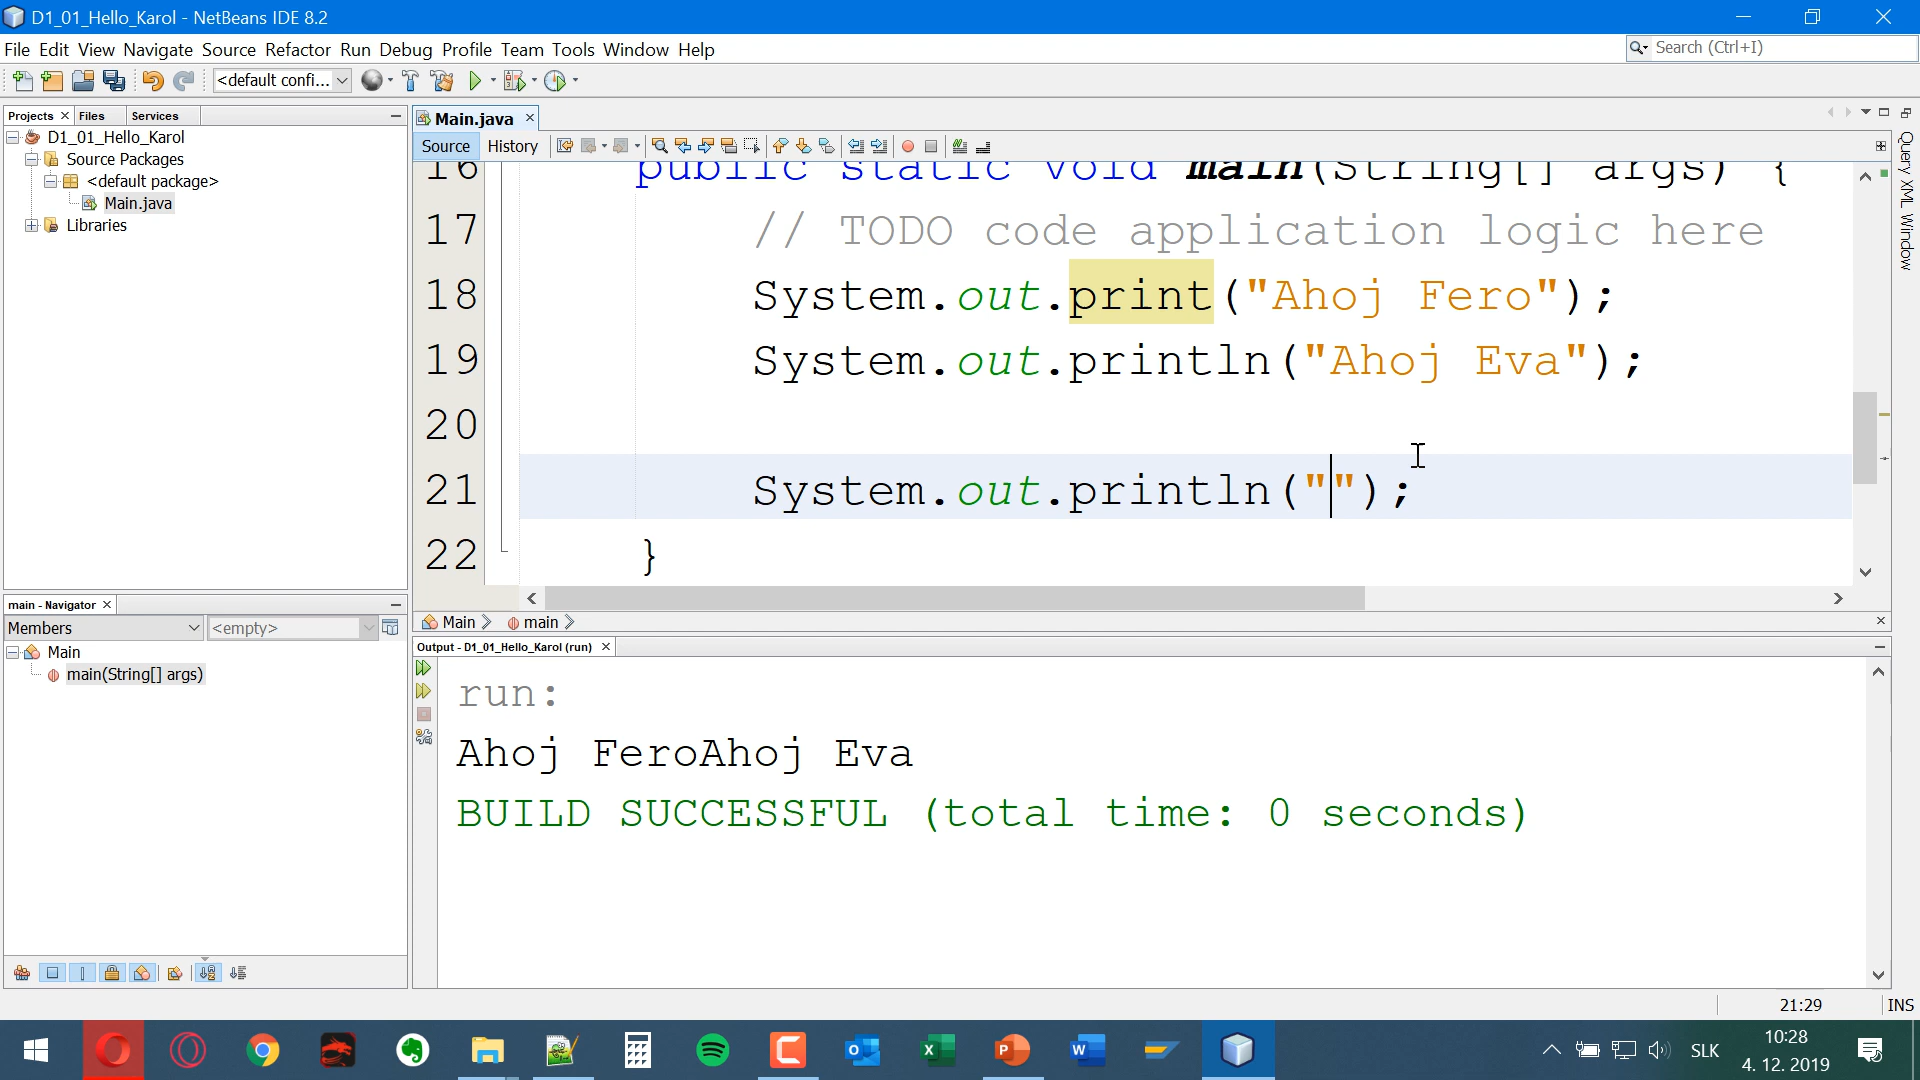 D1_01_Hello_Karol - NetBeans IDE 8.2
File Edit View Navigate Source Refactor Run Debug Profile Team Tools Window Help
Search (Ctrl+I)
<default confi...
Projects Files Services
Main.java
D1_01_Hello_Karol
Source Packages
<default package>
Main.java
Libraries
Source History
16 public static void main(String[] args) {
17 // TODO code application logic here
18 System.out.print("Ahoj Fero");
19 System.out.println("Ahoj Eva");
20
21 System.out.println("");
22 }
Query XML Window
Main main
main - Navigator
Members <empty>
Main
main(String[] args)
Output - D1_01_Hello_Karol (run)
run:
Ahoj FeroAhoj Eva
BUILD SUCCESSFUL (total time: 0 seconds)
21:29 INS
SLK
10:28
4. 12. 2019